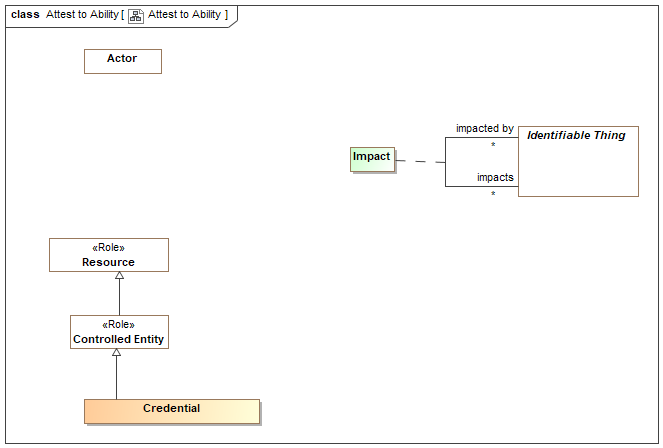 class Attest to Ability [ Attest to Ability ]
Actor
impacted by
*
Identifiable Thing
Impact
impacts
*
«Role»
Resource
«Role»
Controlled Entity
Credential